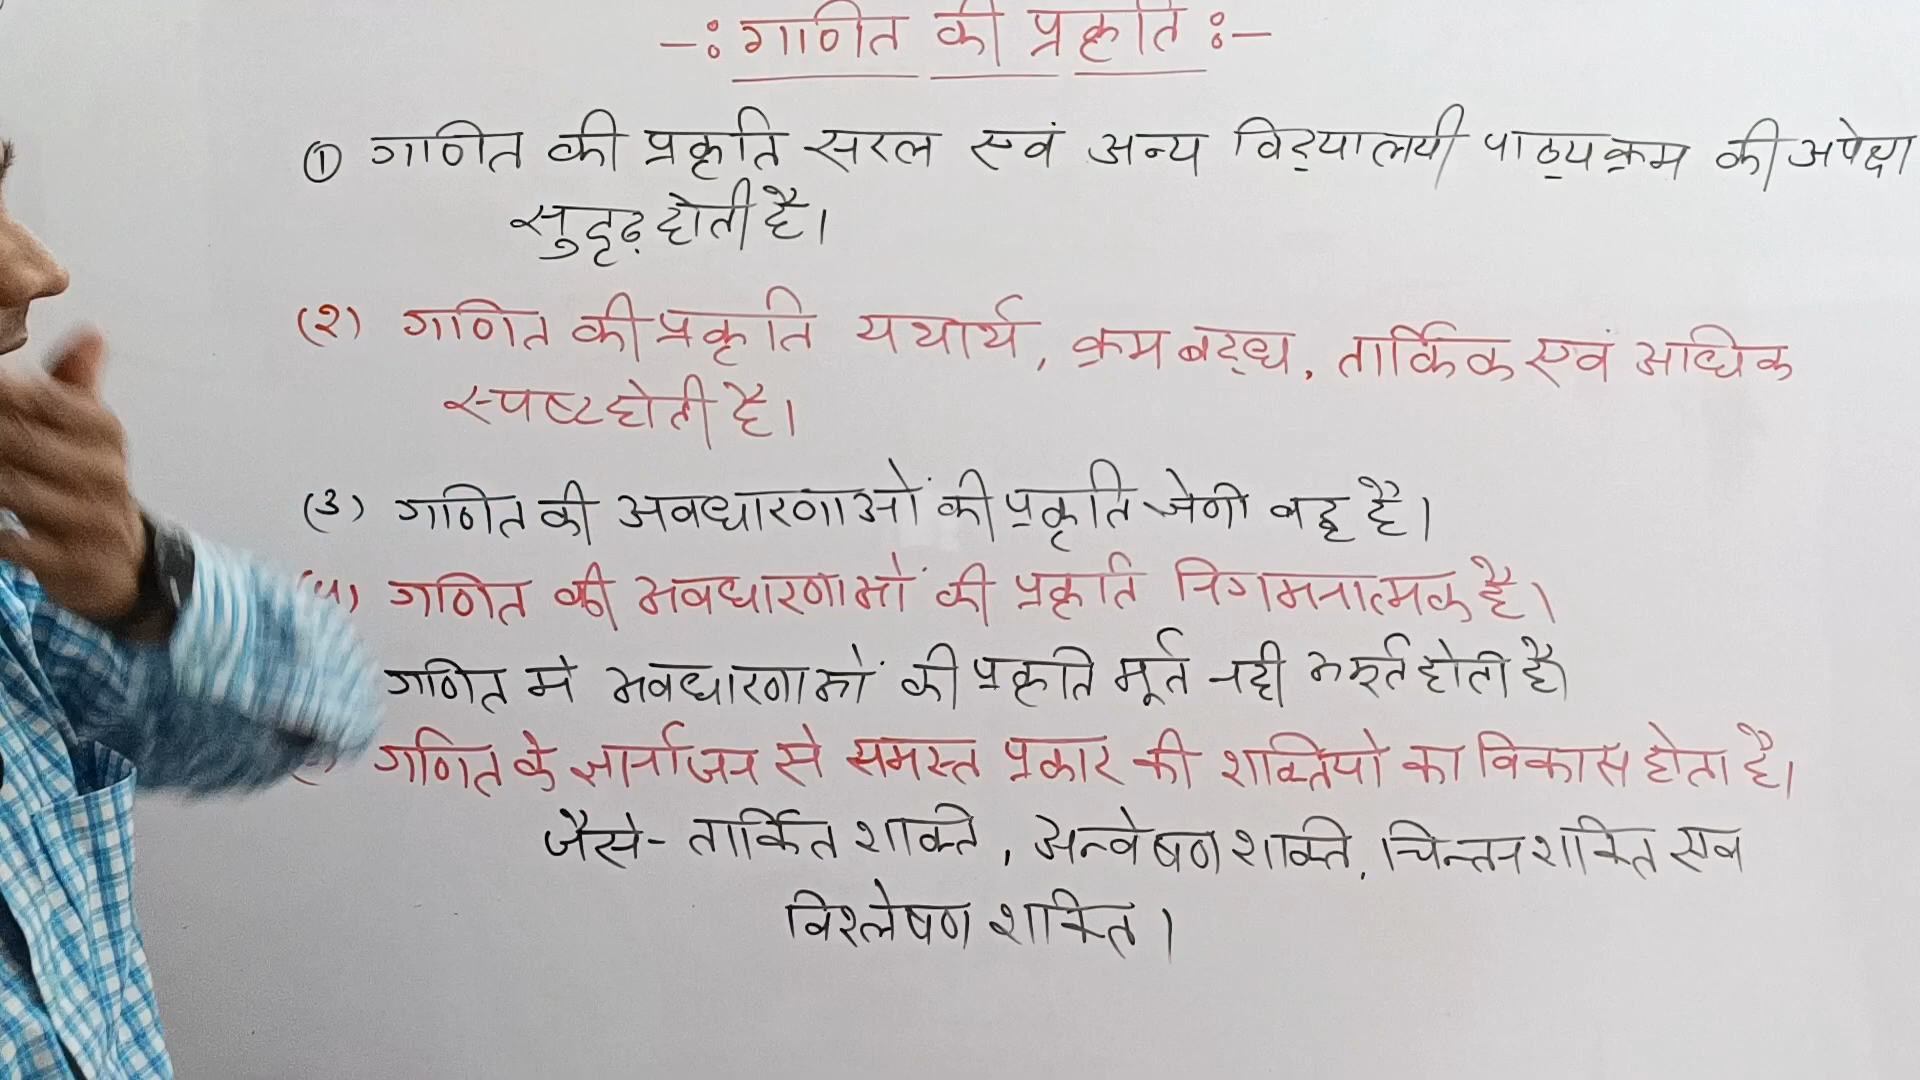 -: गणित की प्रकृति :-
① गणित की प्रकृति सरल एवं अन्य विद्यालयी पाठ्यक्रम की अपेक्षा
सुदृढ़ होती है।
(२) गणित की प्रकृति यथार्थ, क्रमबद्ध, तार्किक एवं अधिक
स्पष्ट होती है।
(३) गणित की अवधारणाओं की प्रकृति श्रेणी बद्ध है।
गणित की अवधारणाओं की प्रकृति निगमनात्मक है।
गणित मे अवधारणाओं की प्रकृति मूर्त नही अमूर्त होती है
गणित के ज्ञार्नाजन से समस्त प्रकार की शक्तियो का विकास होता है।
जैसे- तार्कित शक्ति, अन्वेषण शक्ति, चिन्तन शक्ति एव
विश्लेषण शक्ति।